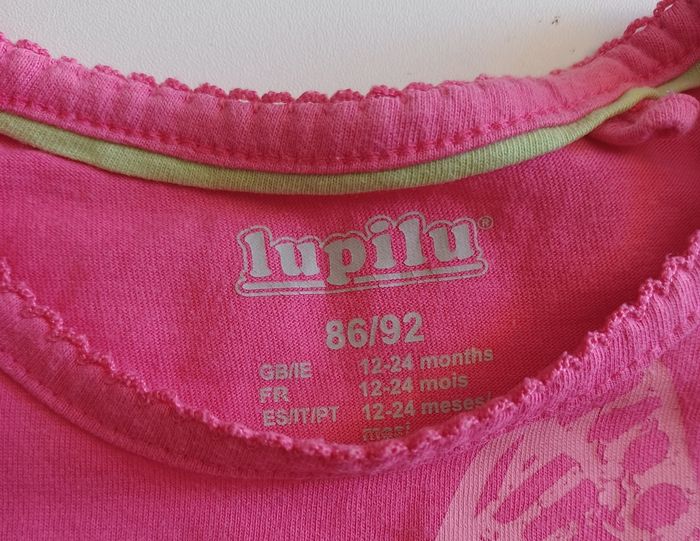 lupilu®
86/92
GB/IE 12-24 months
FR 12-24 mois
ES/IT/PT 12-24 meses/
mesi